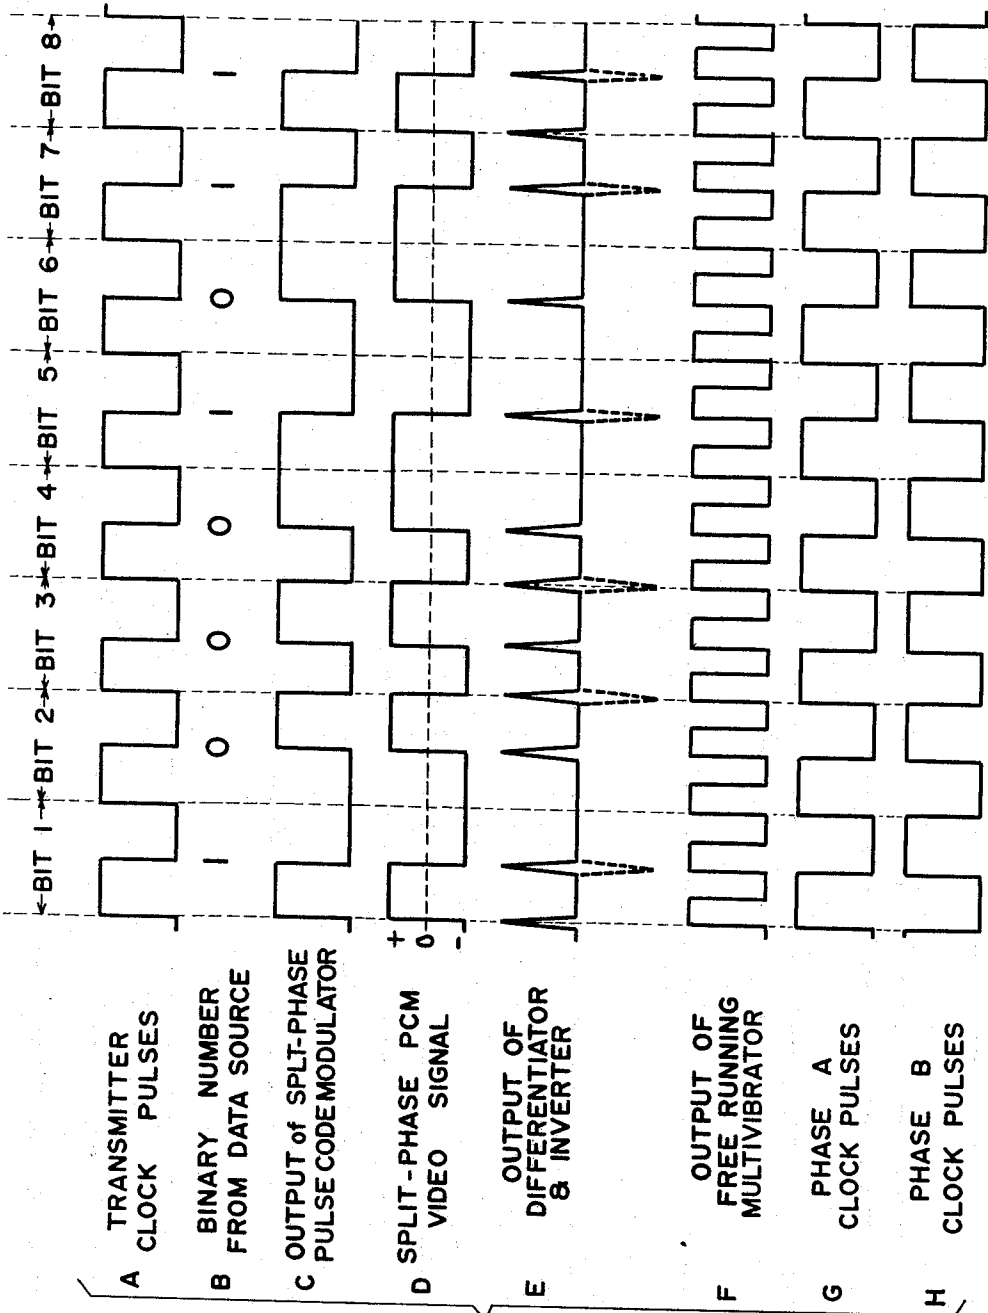 ←BIT 1→←BIT 2→←BIT 3→←BIT 4→←BIT 5→←BIT 6→←BIT 7→←BIT 8→
A TRANSMITTER
CLOCK PULSES
B BINARY NUMBER
FROM DATA SOURCE
1 0 0 0 1 0 1 1
C OUTPUT of SPLT-PHASE
PULSE CODE MODULATOR
D SPLIT-PHASE PCM
VIDEO SIGNAL
+
0
-
E OUTPUT OF
DIFFERENTIATOR
& INVERTER
F OUTPUT OF
FREE RUNNING
MULTIVIBRATOR
G PHASE A
CLOCK PULSES
H PHASE B
CLOCK PULSES